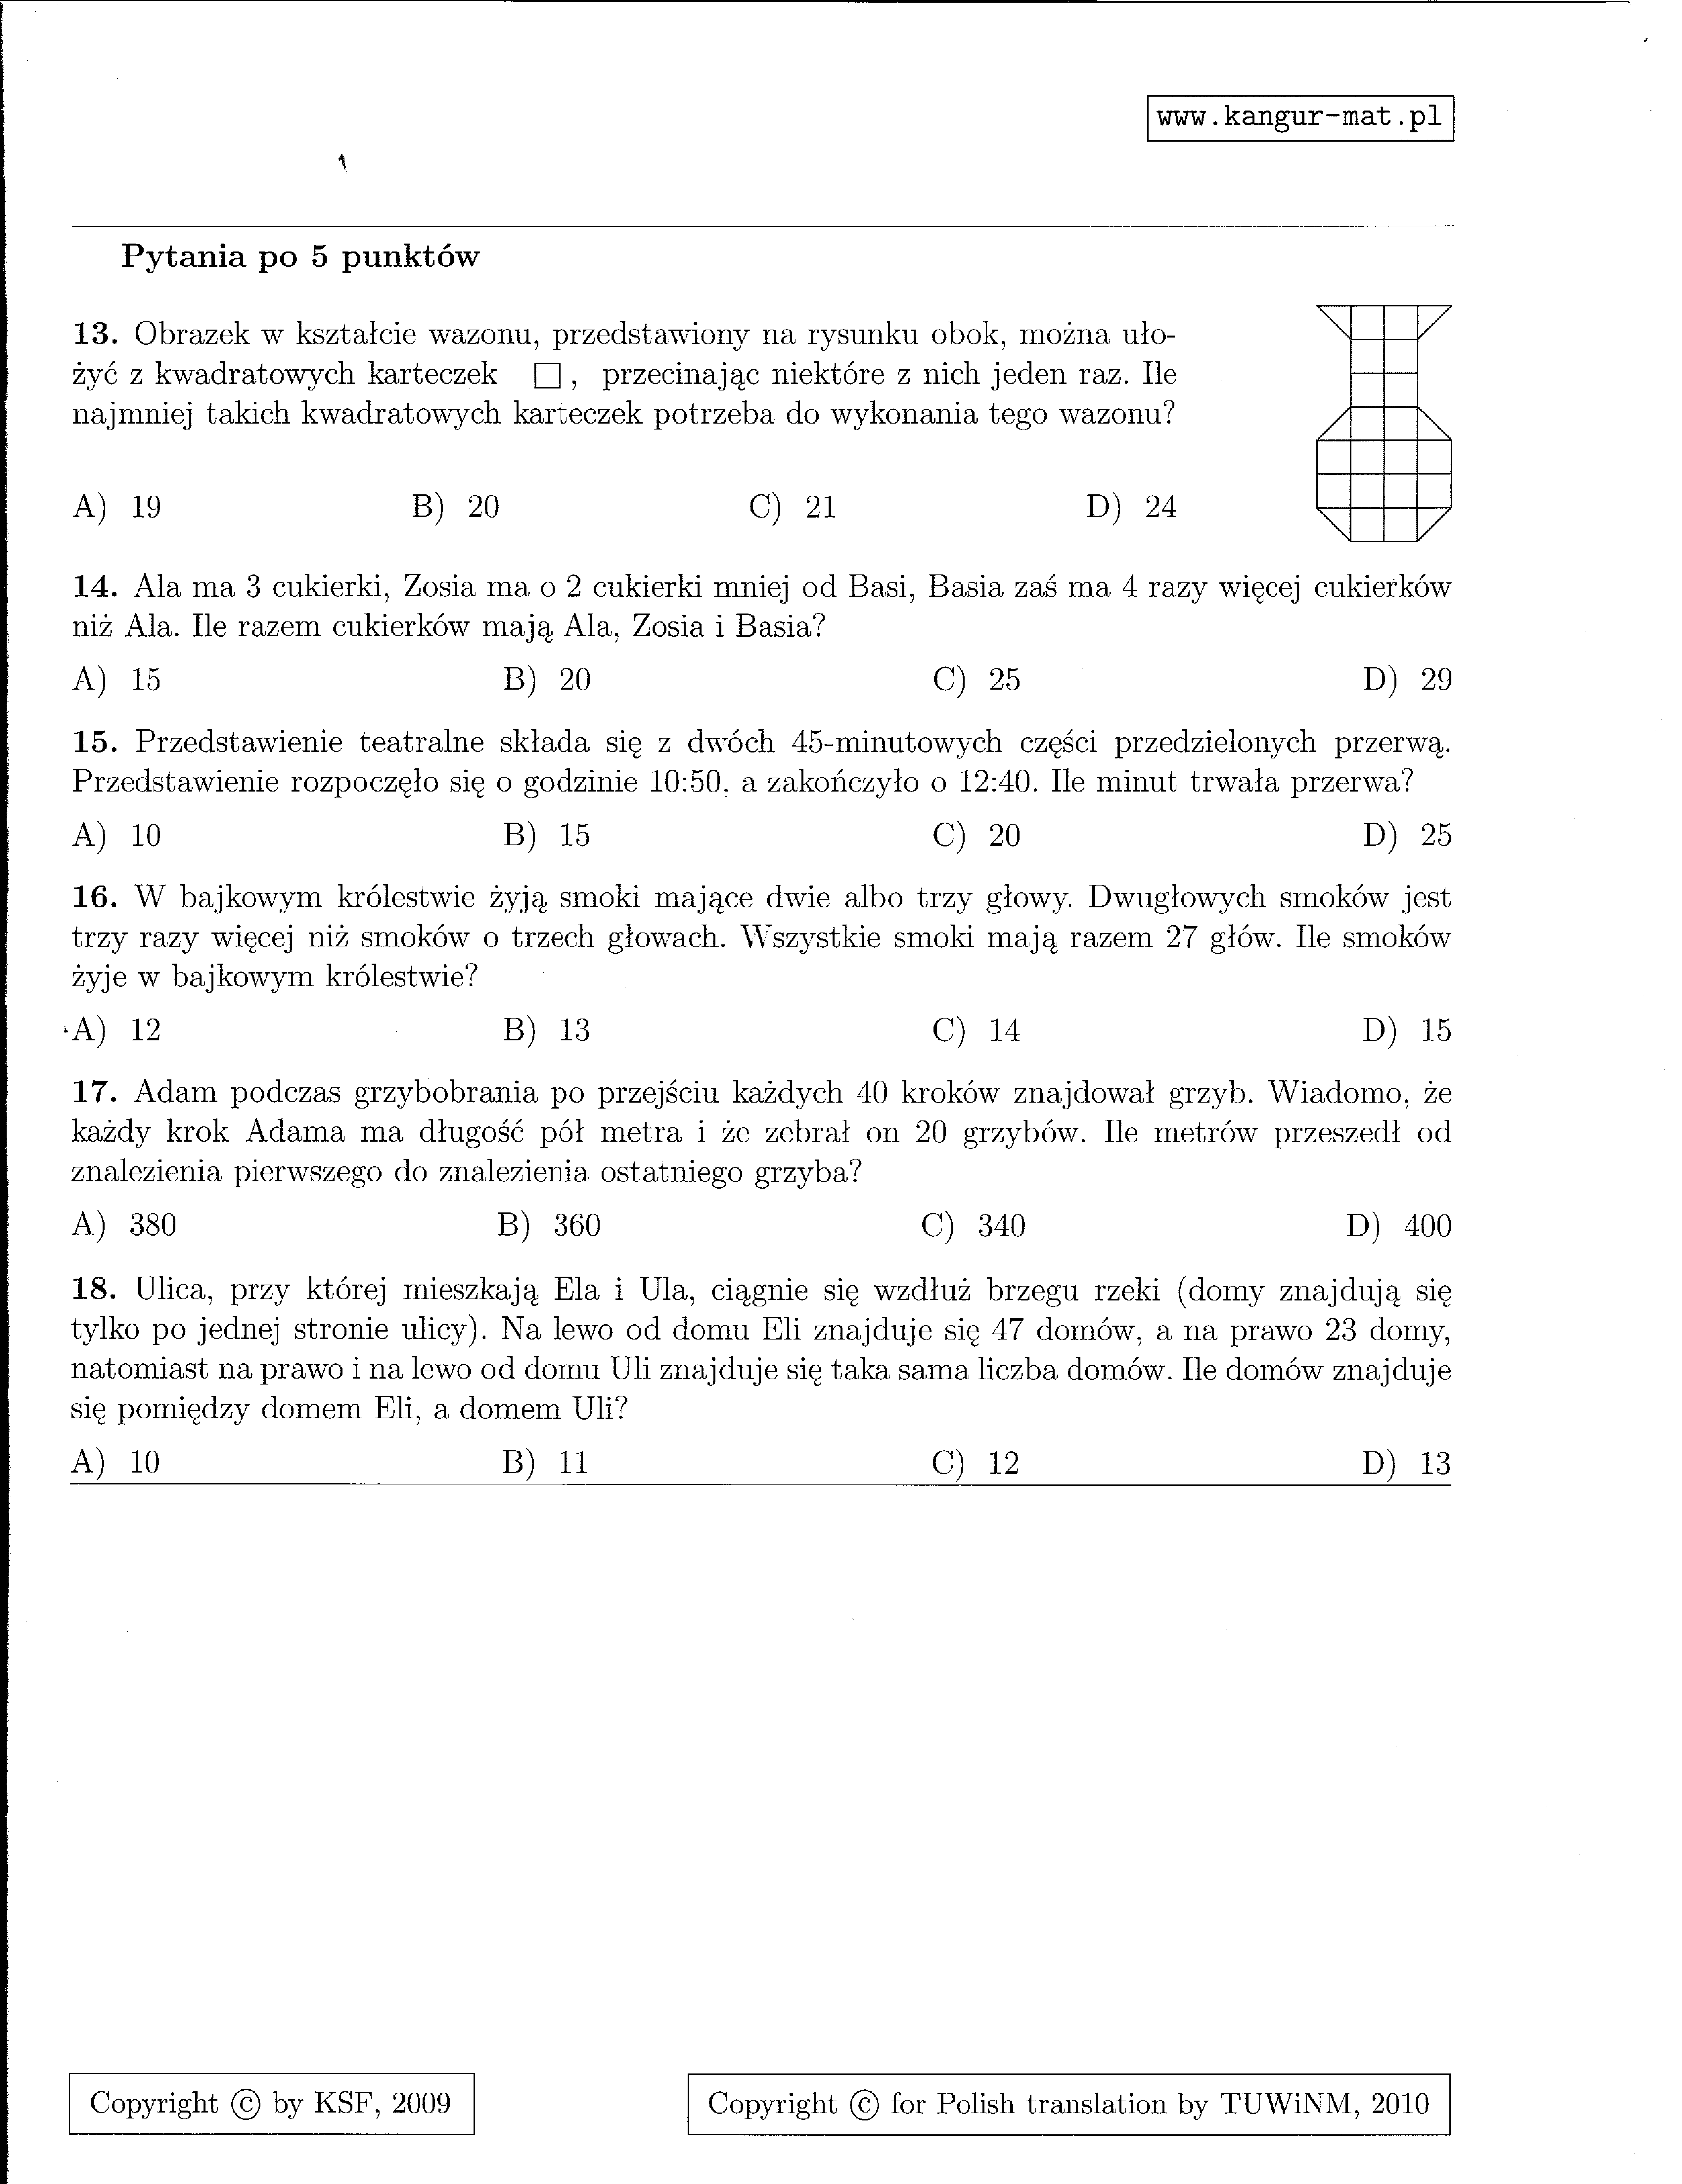 www.kangur-mat.pl
Pytania po 5 punktów
13. Obrazek w kształcie wazonu, przedstawiony na rysunku obok, można uło-
żyć z kwadratowych karteczek □, przecinając niektóre z nich jeden raz. Ile
najmniej takich kwadratowych karteczek potrzeba do wykonania tego wazonu?
A) 19 B) 20 C) 21 D) 24
14. Ala ma 3 cukierki, Zosia ma o 2 cukierki mniej od Basi, Basia zaś ma 4 razy więcej cukierków
niż Ala. Ile razem cukierków mają Ala, Zosia i Basia?
A) 15 B) 20 C) 25 D) 29
15. Przedstawienie teatralne składa się z dwóch 45-minutowych części przedzielonych przerwą.
Przedstawienie rozpoczęło się o godzinie 10:50, a zakończyło o 12:40. Ile minut trwała przerwa?
A) 10 B) 15 C) 20 D) 25
16. W bajkowym królestwie żyją smoki mające dwie albo trzy głowy. Dwugłowych smoków jest
trzy razy więcej niż smoków o trzech głowach. Wszystkie smoki mają razem 27 głów. Ile smoków
żyje w bajkowym królestwie?
A) 12 B) 13 C) 14 D) 15
17. Adam podczas grzybobrania po przejściu każdych 40 kroków znajdował grzyb. Wiadomo, że
każdy krok Adama ma długość pół metra i że zebrał on 20 grzybów. Ile metrów przeszedł od
znalezienia pierwszego do znalezienia ostatniego grzyba?
A) 380 B) 360 C) 340 D) 400
18. Ulica, przy której mieszkają Ela i Ula, ciągnie się wzdłuż brzegu rzeki (domy znajdują się
tylko po jednej stronie ulicy). Na lewo od domu Eli znajduje się 47 domów, a na prawo 23 domy,
natomiast na prawo i na lewo od domu Uli znajduje się taka sama liczba domów. Ile domów znajduje
się pomiędzy domem Eli, a domem Uli?
A) 10 B) 11 C) 12 D) 13
Copyright © by KSF, 2009
Copyright © for Polish translation by TUWiNM, 2010